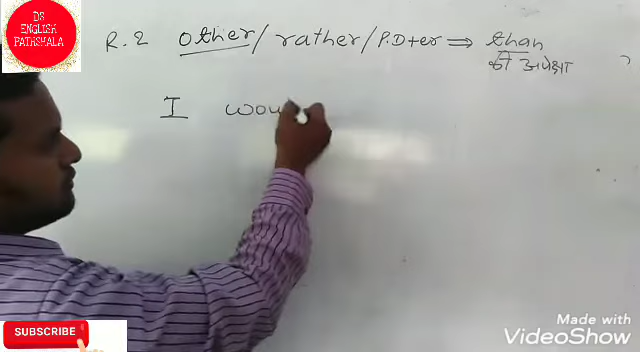 DS
ENGLISH
PATHSHALA
R.2 other/rather/P.D+er ⇒ than
की अपेक्षा
I wou
SUBSCRIBE
Made with
VideoShow